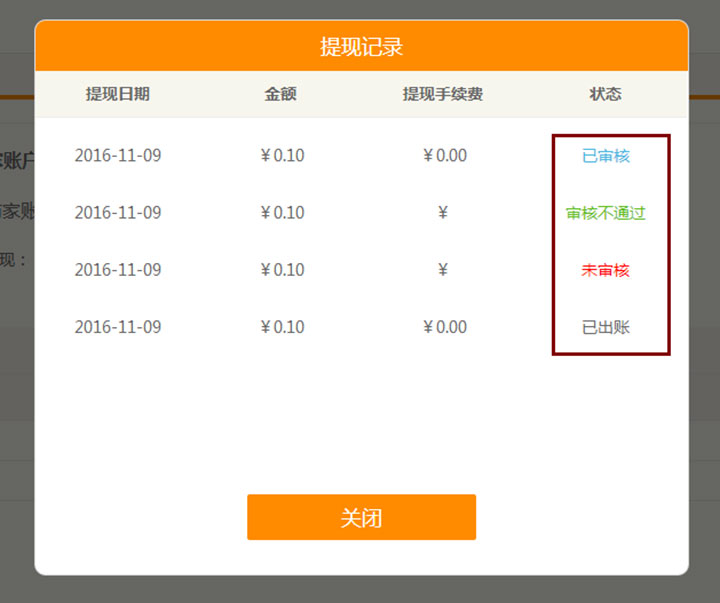 提现记录
提现日期 金额 提现手续费 状态
2016-11-09 ¥0.10 ¥0.00 已审核
2016-11-09 ¥0.10 ¥ 审核不通过
2016-11-09 ¥0.10 ¥ 未审核
2016-11-09 ¥0.10 ¥0.00 已出账
账户
家账
现：
关闭